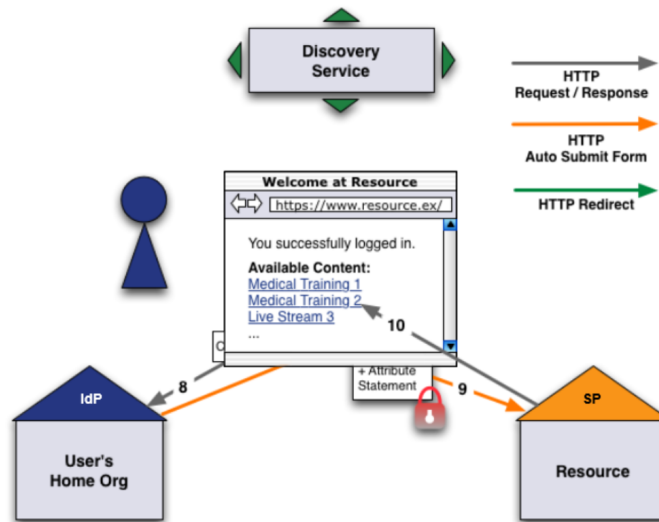 Discovery
Service
HTTP
Request / Response
HTTP
Auto Submit Form
HTTP Redirect
Welcome at Resource
https://www.resource.ex/
You successfully logged in.
Available Content:
Medical Training 1
Medical Training 2
Live Stream 3
...
10
C
8
+ Attribute
Statement
9
IdP
User's
Home Org
SP
Resource